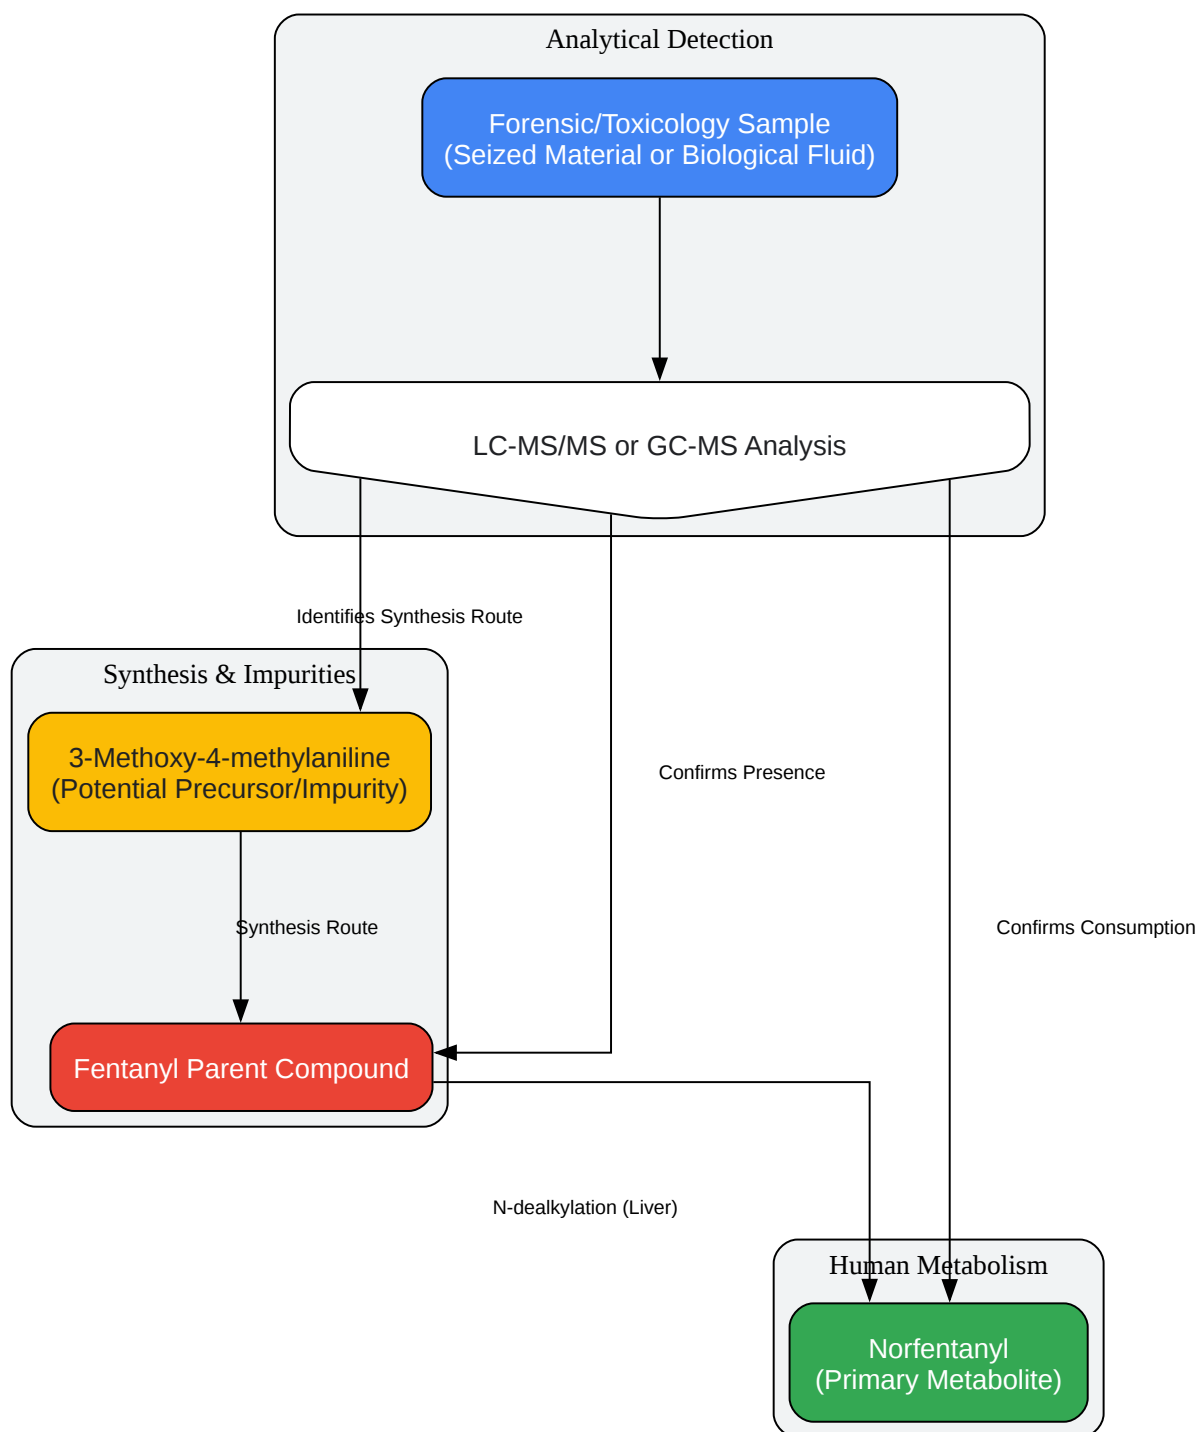 Analytical Detection
Forensic/Toxicology Sample
(Seized Material or Biological Fluid)
LC-MS/MS or GC-MS Analysis
Identifies Synthesis Route
Synthesis & Impurities
3-Methoxy-4-methylaniline
(Potential Precursor/Impurity)
Confirms Presence
Synthesis Route
Confirms Consumption
Fentanyl Parent Compound
N-dealkylation (Liver)
Human Metabolism
Norfentanyl
(Primary Metabolite)